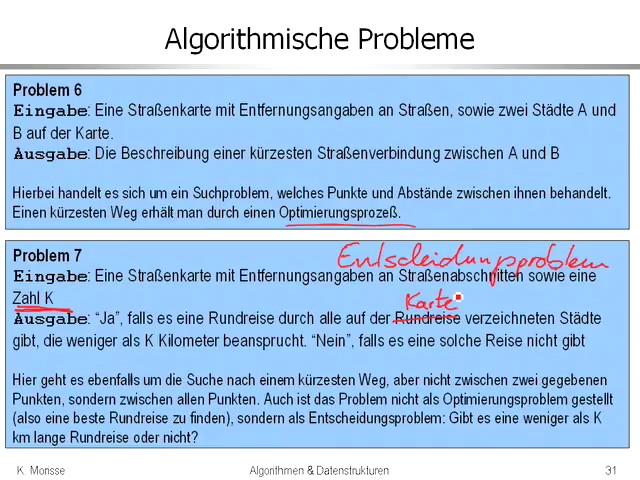 Algorithmische Probleme
Problem 6
Eingabe: Eine Straßenkarte mit Entfernungsangaben an Straßen, sowie zwei Städte A und
B auf der Karte.
Ausgabe: Die Beschreibung einer kürzesten Straßenverbindung zwischen A und B
Hierbei handelt es sich um ein Suchproblem, welches Punkte und Abstände zwischen ihnen behandelt.
Einen kürzesten Weg erhält man durch einen Optimierungsprozeß.
Problem 7
Entscheidungsproblem
Eingabe: Eine Straßenkarte mit Entfernungsangaben an Straßenabschnitten sowie eine
Zahl K
Karte
Ausgabe: "Ja", falls es eine Rundreise durch alle auf der Rundreise verzeichneten Städte
gibt, die weniger als K Kilometer beansprucht. "Nein", falls es eine solche Reise nicht gibt
Hier geht es ebenfalls um die Suche nach einem kürzesten Weg, aber nicht zwischen zwei gegebenen
Punkten, sondern zwischen allen Punkten. Auch ist das Problem nicht als Optimierungsproblem gestellt
(also eine beste Rundreise zu finden), sondern als Entscheidungsproblem: Gibt es eine weniger als K
km lange Rundreise oder nicht?
K. Morisse
Algorithmen & Datenstrukturen
31